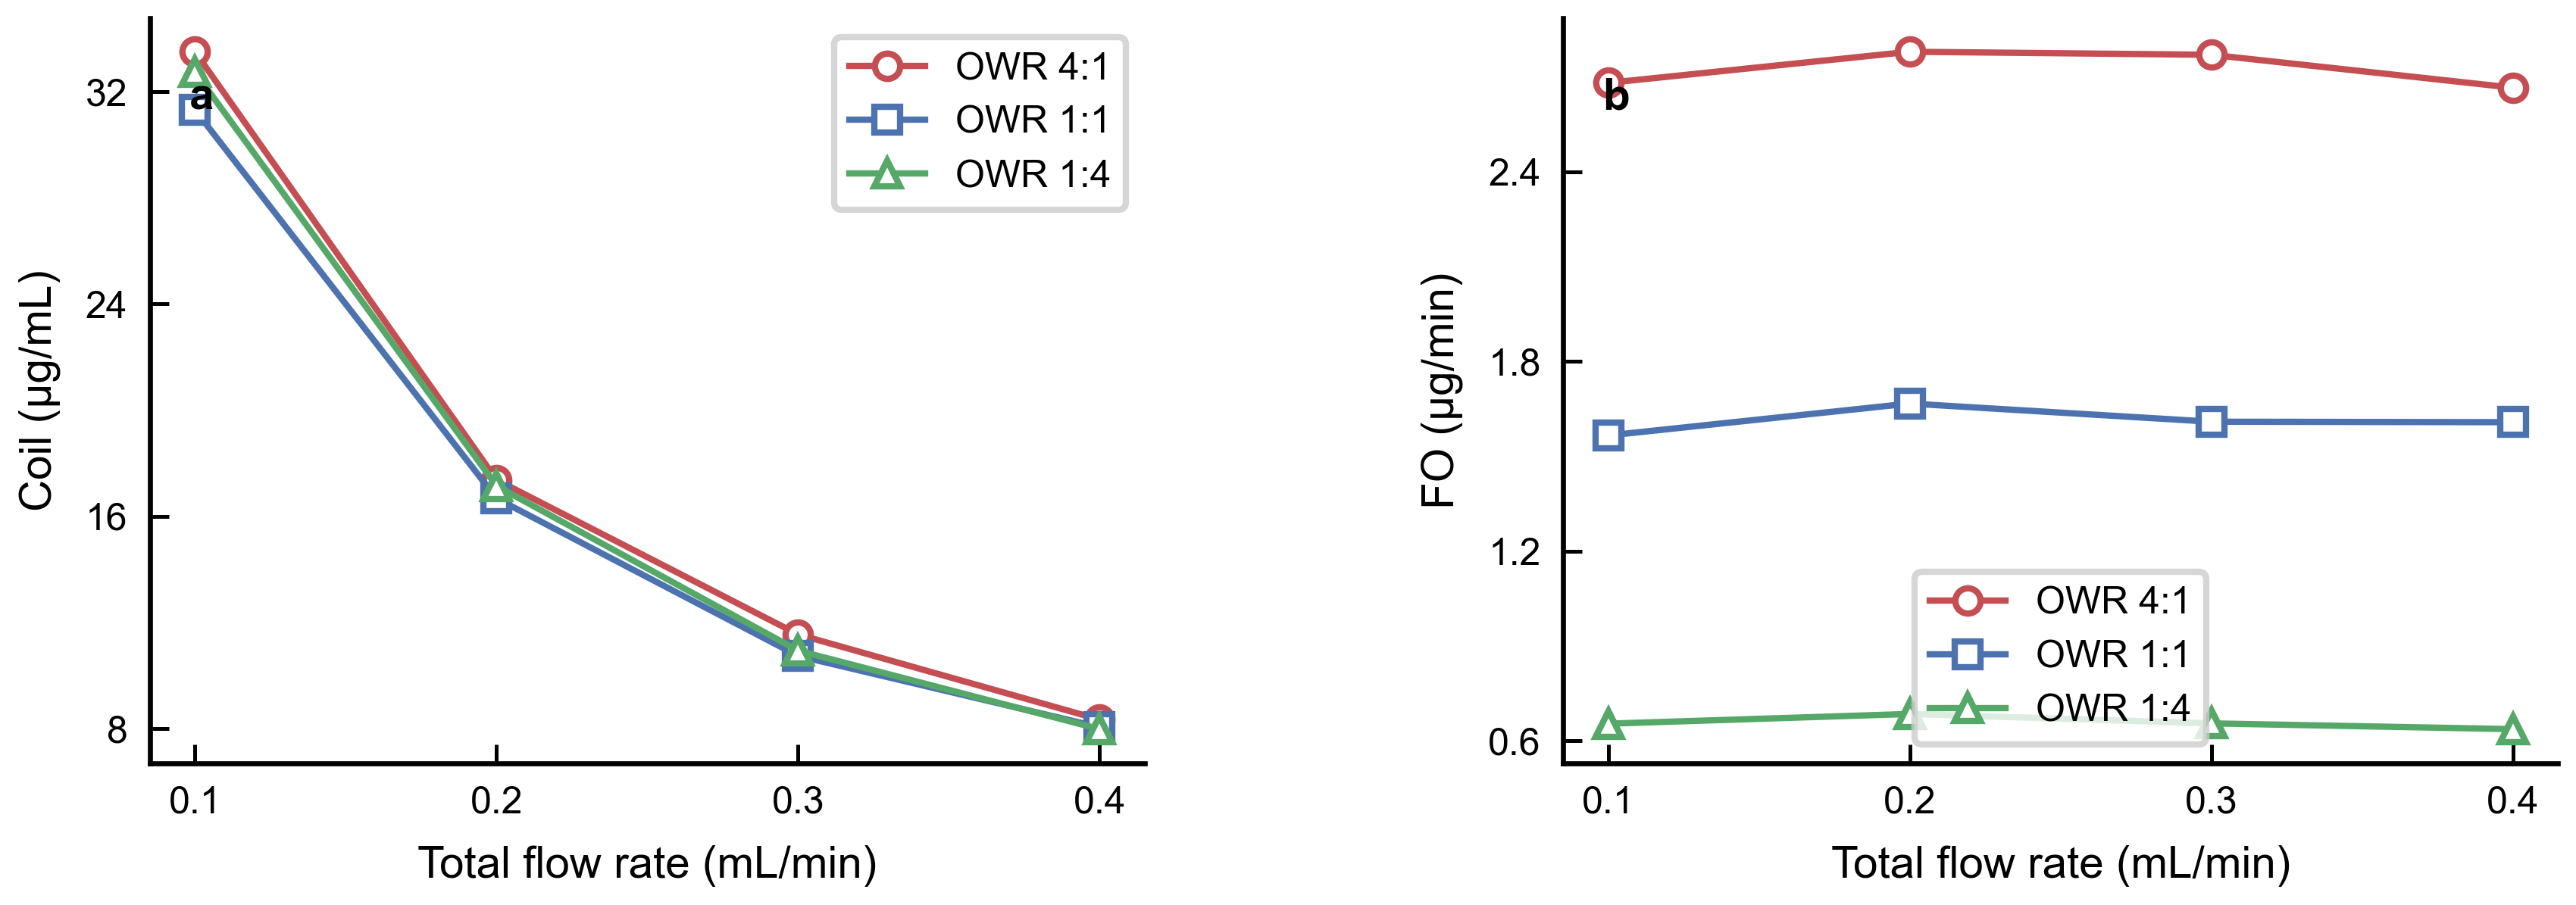 a
OWR 4:1
OWR 1:1
OWR 1:4
32
24
16
8
Coil (µg/mL)
0.1
0.2
0.3
0.4
Total flow rate (mL/min)
b
2.4
1.8
1.2
0.6
FO (µg/min)
OWR 4:1
OWR 1:1
OWR 1:4
0.1
0.2
0.3
0.4
Total flow rate (mL/min)